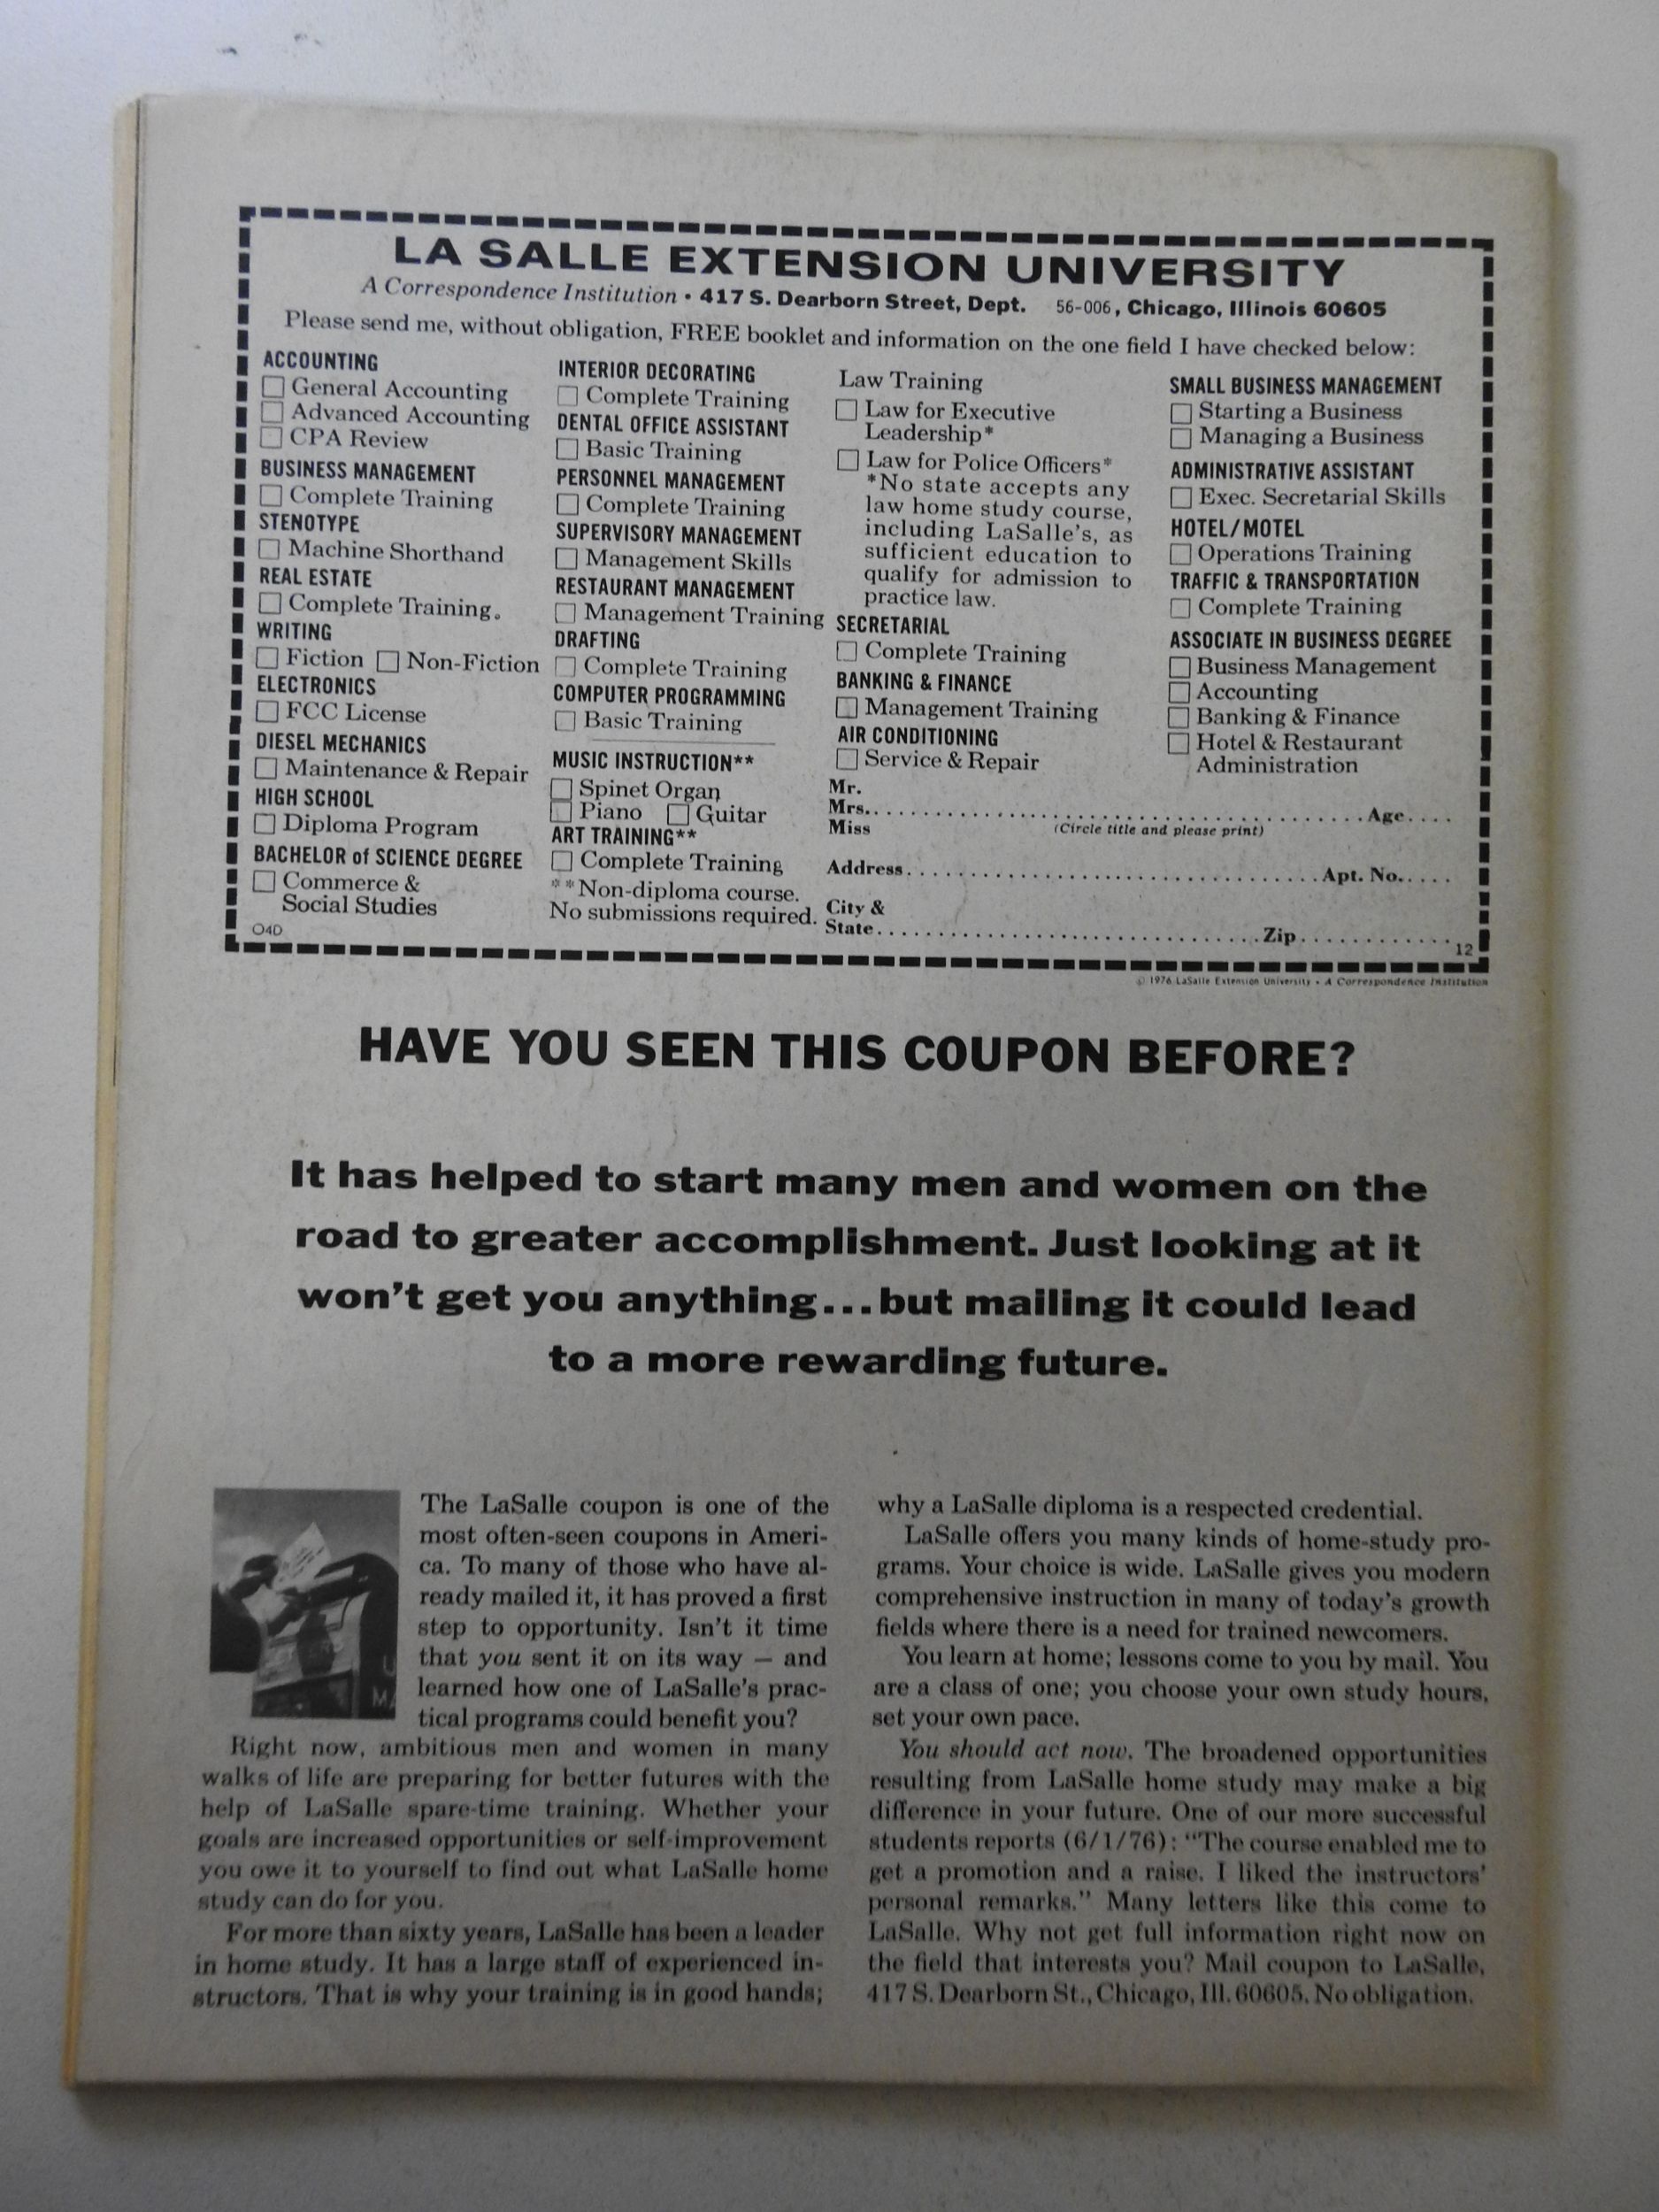 LA SALLE EXTENSION UNIVERSITY
A Correspondence Institution • 417 S. Dearborn Street, Dept. 56-006, Chicago, Illinois 60605
Please send me, without obligation, FREE booklet and information on the one field I have checked below:
ACCOUNTING
General Accounting
Advanced Accounting
CPA Review
BUSINESS MANAGEMENT
Complete Training
STENOTYPE
Machine Shorthand
REAL ESTATE
Complete Training.
WRITING
Fiction Non-Fiction
ELECTRONICS
FCC License
DIESEL MECHANICS
Maintenance & Repair
HIGH SCHOOL
Diploma Program
BACHELOR of SCIENCE DEGREE
Commerce &
Social Studies
O4D
INTERIOR DECORATING
Complete Training
DENTAL OFFICE ASSISTANT
Basic Training
PERSONNEL MANAGEMENT
Complete Training
SUPERVISORY MANAGEMENT
Management Skills
RESTAURANT MANAGEMENT
Management Training
DRAFTING
Complete Training
COMPUTER PROGRAMMING
Basic Training
MUSIC INSTRUCTION**
Spinet Organ
Piano Guitar
ART TRAINING**
Complete Training
**Non-diploma course.
No submissions required.
Law Training
Law for Executive
Leadership*
Law for Police Officers*
*No state accepts any
law home study course,
including LaSalle's, as
sufficient education to
qualify for admission to
practice law.
SECRETARIAL
Complete Training
BANKING & FINANCE
Management Training
AIR CONDITIONING
Service & Repair
SMALL BUSINESS MANAGEMENT
Starting a Business
Managing a Business
ADMINISTRATIVE ASSISTANT
Exec. Secretarial Skills
HOTEL/MOTEL
Operations Training
TRAFFIC & TRANSPORTATION
Complete Training
ASSOCIATE IN BUSINESS DEGREE
Business Management
Accounting
Banking & Finance
Hotel & Restaurant
Administration
Mr.
Mrs. Age
Miss (Circle title and please print)
Address Apt. No.
City &
State Zip
12
© 1976 LaSalle Extension University • A Correspondence Institution
HAVE YOU SEEN THIS COUPON BEFORE?
It has helped to start many men and women on the
road to greater accomplishment. Just looking at it
won't get you anything...but mailing it could lead
to a more rewarding future.
The LaSalle coupon is one of the
most often-seen coupons in Ameri-
ca. To many of those who have al-
ready mailed it, it has proved a first
step to opportunity. Isn't it time
that you sent it on its way — and
learned how one of LaSalle's prac-
tical programs could benefit you?
Right now, ambitious men and women in many
walks of life are preparing for better futures with the
help of LaSalle spare-time training. Whether your
goals are increased opportunities or self-improvement
you owe it to yourself to find out what LaSalle home
study can do for you.
For more than sixty years, LaSalle has been a leader
in home study. It has a large staff of experienced in-
structors. That is why your training is in good hands;
why a LaSalle diploma is a respected credential.
LaSalle offers you many kinds of home-study pro-
grams. Your choice is wide. LaSalle gives you modern
comprehensive instruction in many of today's growth
fields where there is a need for trained newcomers.
You learn at home; lessons come to you by mail. You
are a class of one; you choose your own study hours,
set your own pace.
You should act now. The broadened opportunities
resulting from LaSalle home study may make a big
difference in your future. One of our more successful
students reports (6/1/76): "The course enabled me to
get a promotion and a raise. I liked the instructors'
personal remarks." Many letters like this come to
LaSalle. Why not get full information right now on
the field that interests you? Mail coupon to LaSalle,
417 S. Dearborn St., Chicago, Ill. 60605. No obligation.
U
MA